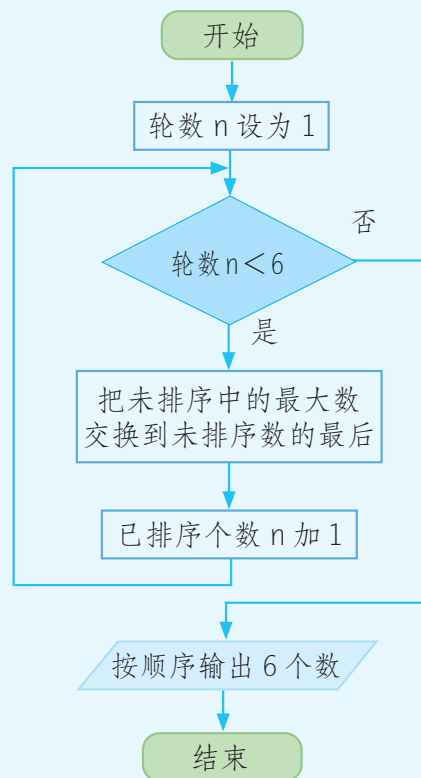 开始
轮数 n 设为 1
否
轮数n＜6
是
把未排序中的最大数
交换到未排序数的最后
已排序个数 n 加 1
按顺序输出 6 个数
结束